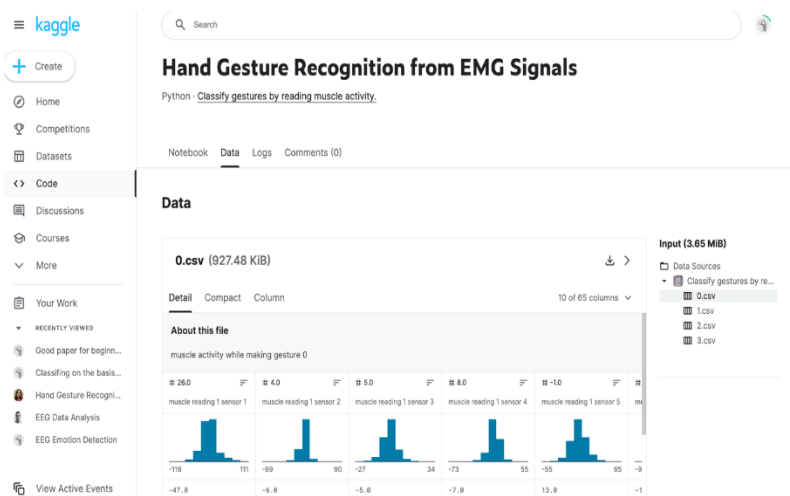 kaggle
Search
Create
Home
Competitions
Datasets
Code
Discussions
Courses
More
Your Work
RECENTLY VIEWED
Good paper for beginn...
Classifing on the basis...
Hand Gesture Recogni...
EEG Data Analysis
EEG Emotion Detection
View Active Events
Hand Gesture Recognition from EMG Signals
Python · Classify gestures by reading muscle activity.
Notebook Data Logs Comments (0)
Data
0.csv (927.48 KiB)
Detail Compact Column 10 of 65 columns
About this file
muscle activity while making gesture 0
# 26.0 # 4.0 # 5.0 # 8.0 # -1.0 #
muscle reading 1 sensor 1 muscle reading 1 sensor 2 muscle reading 1 sensor 3 muscle reading 1 sensor 4 muscle reading 1 sensor 5
-116 111 -99 90 -27 34 -73 55 -55 65 -9
-47.0 -6.0 -5.0 -7.0 13.0 -1
Input (3.65 MiB)
Data Sources
Classify gestures by re...
0.csv
1.csv
2.csv
3.csv